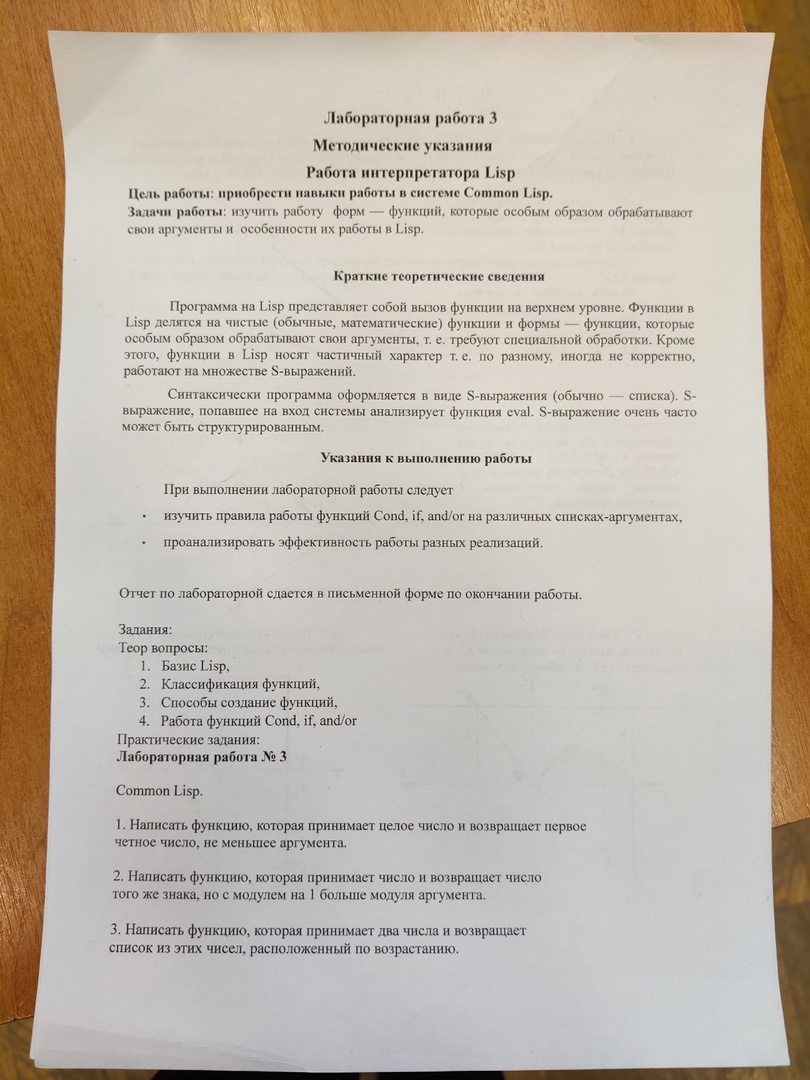 Лабораторная работа 3
Методические указания
Работа интерпретатора Lisp
Цель работы: приобрести навыки работы в системе Common Lisp.
Задачи работы: изучить работу форм — функций, которые особым образом обрабатывают
свои аргументы и особенности их работы в Lisp.
Краткие теоретические сведения
Программа на Lisp представляет собой вызов функции на верхнем уровне. Функции в
Lisp делятся на чистые (обычные, математические) функции и формы — функции, которые
особым образом обрабатывают свои аргументы, т. е. требуют специальной обработки. Кроме
этого, функции в Lisp носят частичный характер т. е. по разному, иногда не корректно,
работают на множестве S-выражений.
Синтаксически программа оформляется в виде S-выражения (обычно — списка). S-
выражение, попавшее на вход системы анализирует функция eval. S-выражение очень часто
может быть структурированным.
Указания к выполнению работы
При выполнении лабораторной работы следует
• изучить правила работы функций Cond, if, and/or на различных списках-аргументах,
• проанализировать эффективность работы разных реализаций.
Отчет по лабораторной сдается в письменной форме по окончании работы.
Задания:
Теор вопросы:
1. Базис Lisp,
2. Классификация функций,
3. Способы создание функций,
4. Работа функций Cond, if, and/or
Практические задания:
Лабораторная работа № 3
Common Lisp.
1. Написать функцию, которая принимает целое число и возвращает первое
четное число, не меньшее аргумента.
2. Написать функцию, которая принимает число и возвращает число
того же знака, но с модулем на 1 больше модуля аргумента.
3. Написать функцию, которая принимает два числа и возвращает
список из этих чисел, расположенный по возрастанию.